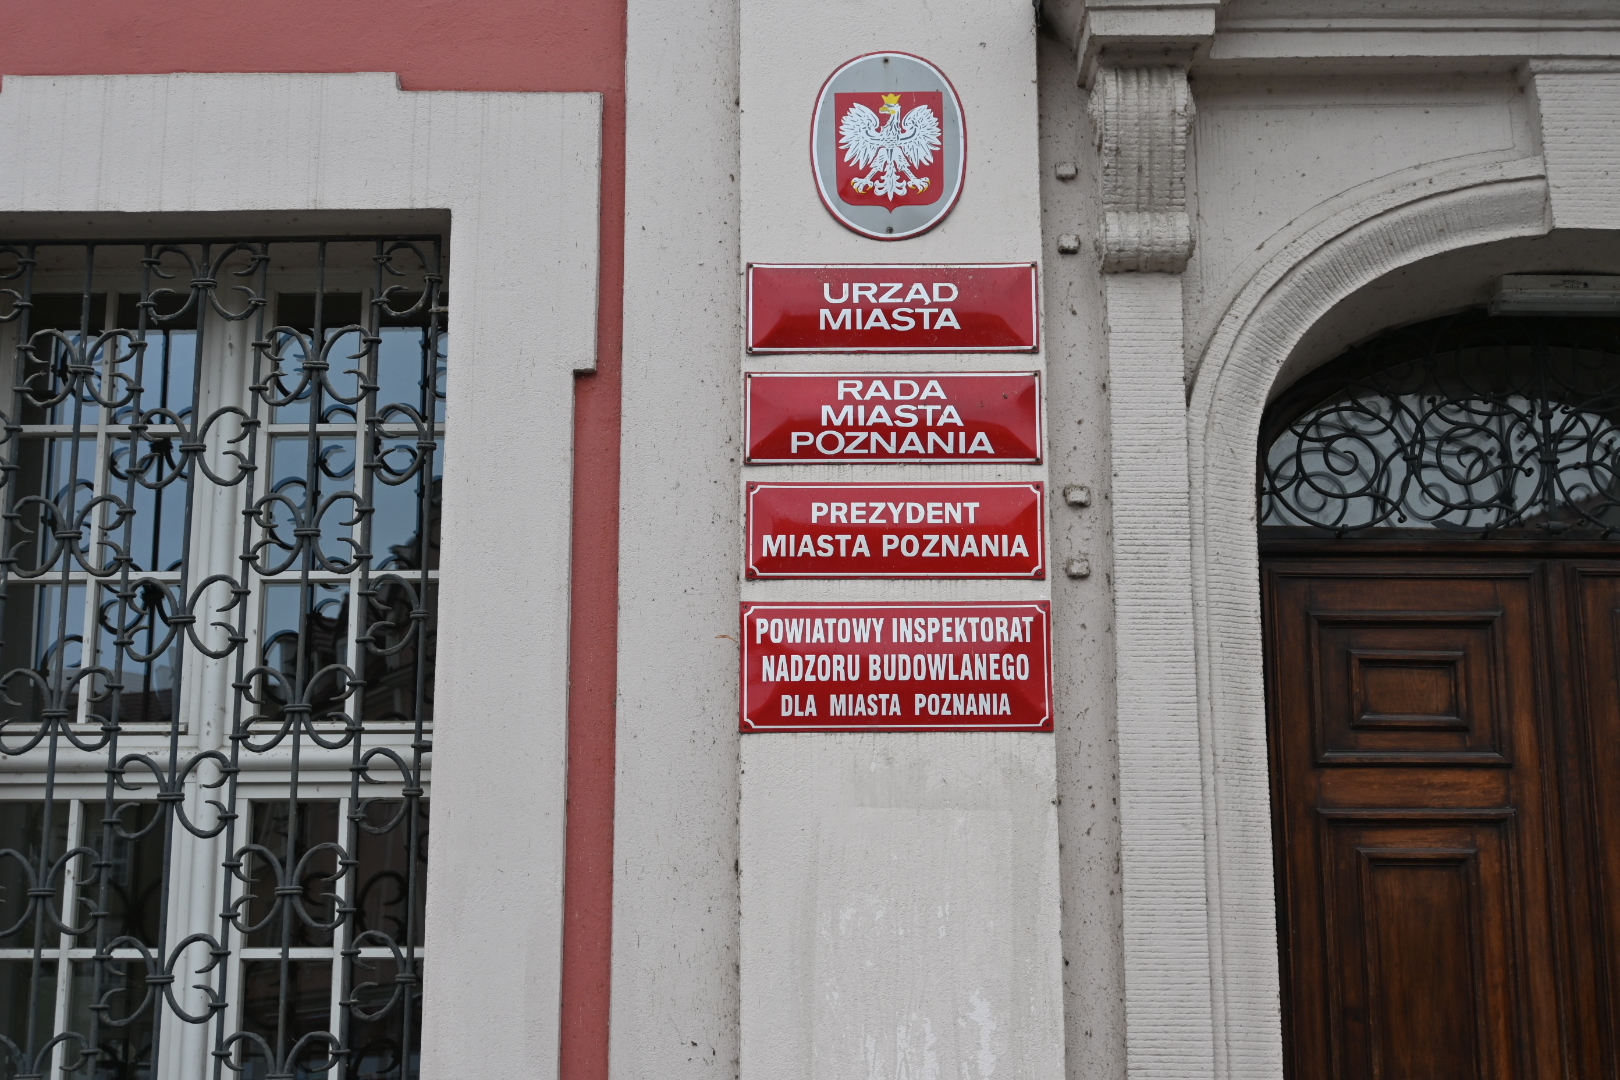 URZĄD
MIASTA
RADA
MIASTA
POZNANIA
PREZYDENT
MIASTA POZNANIA
POWIATOWY INSPEKTORAT
NADZORU BUDOWLANEGO
DLA MIASTA POZNANIA